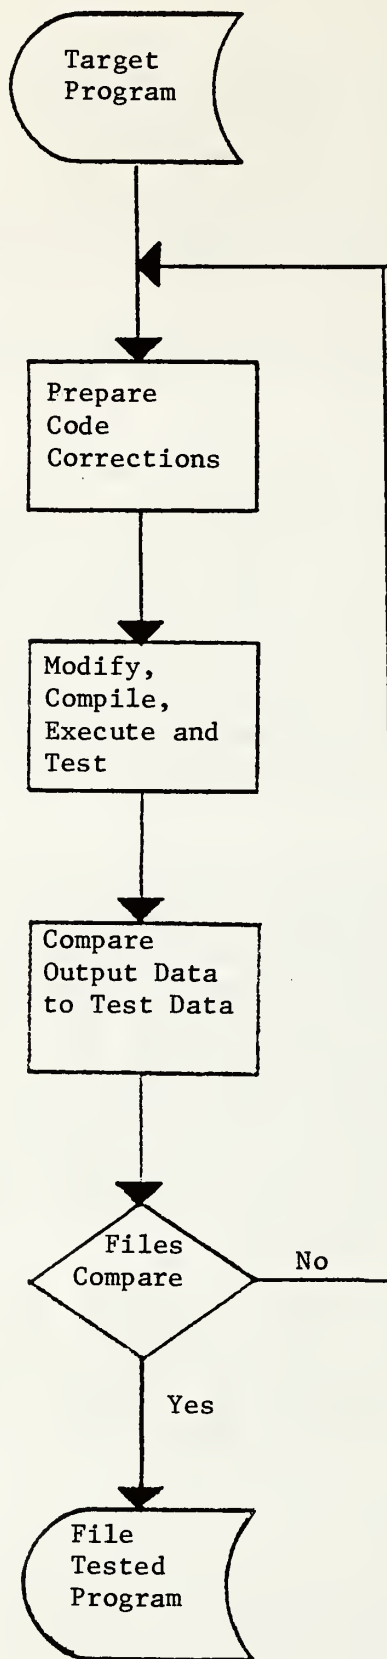 Target
Program
Prepare
Code
Corrections
Modify,
Compile,
Execute and
Test
Compare
Output Data
to Test Data
Files
Compare
No
Yes
File
Tested
Program